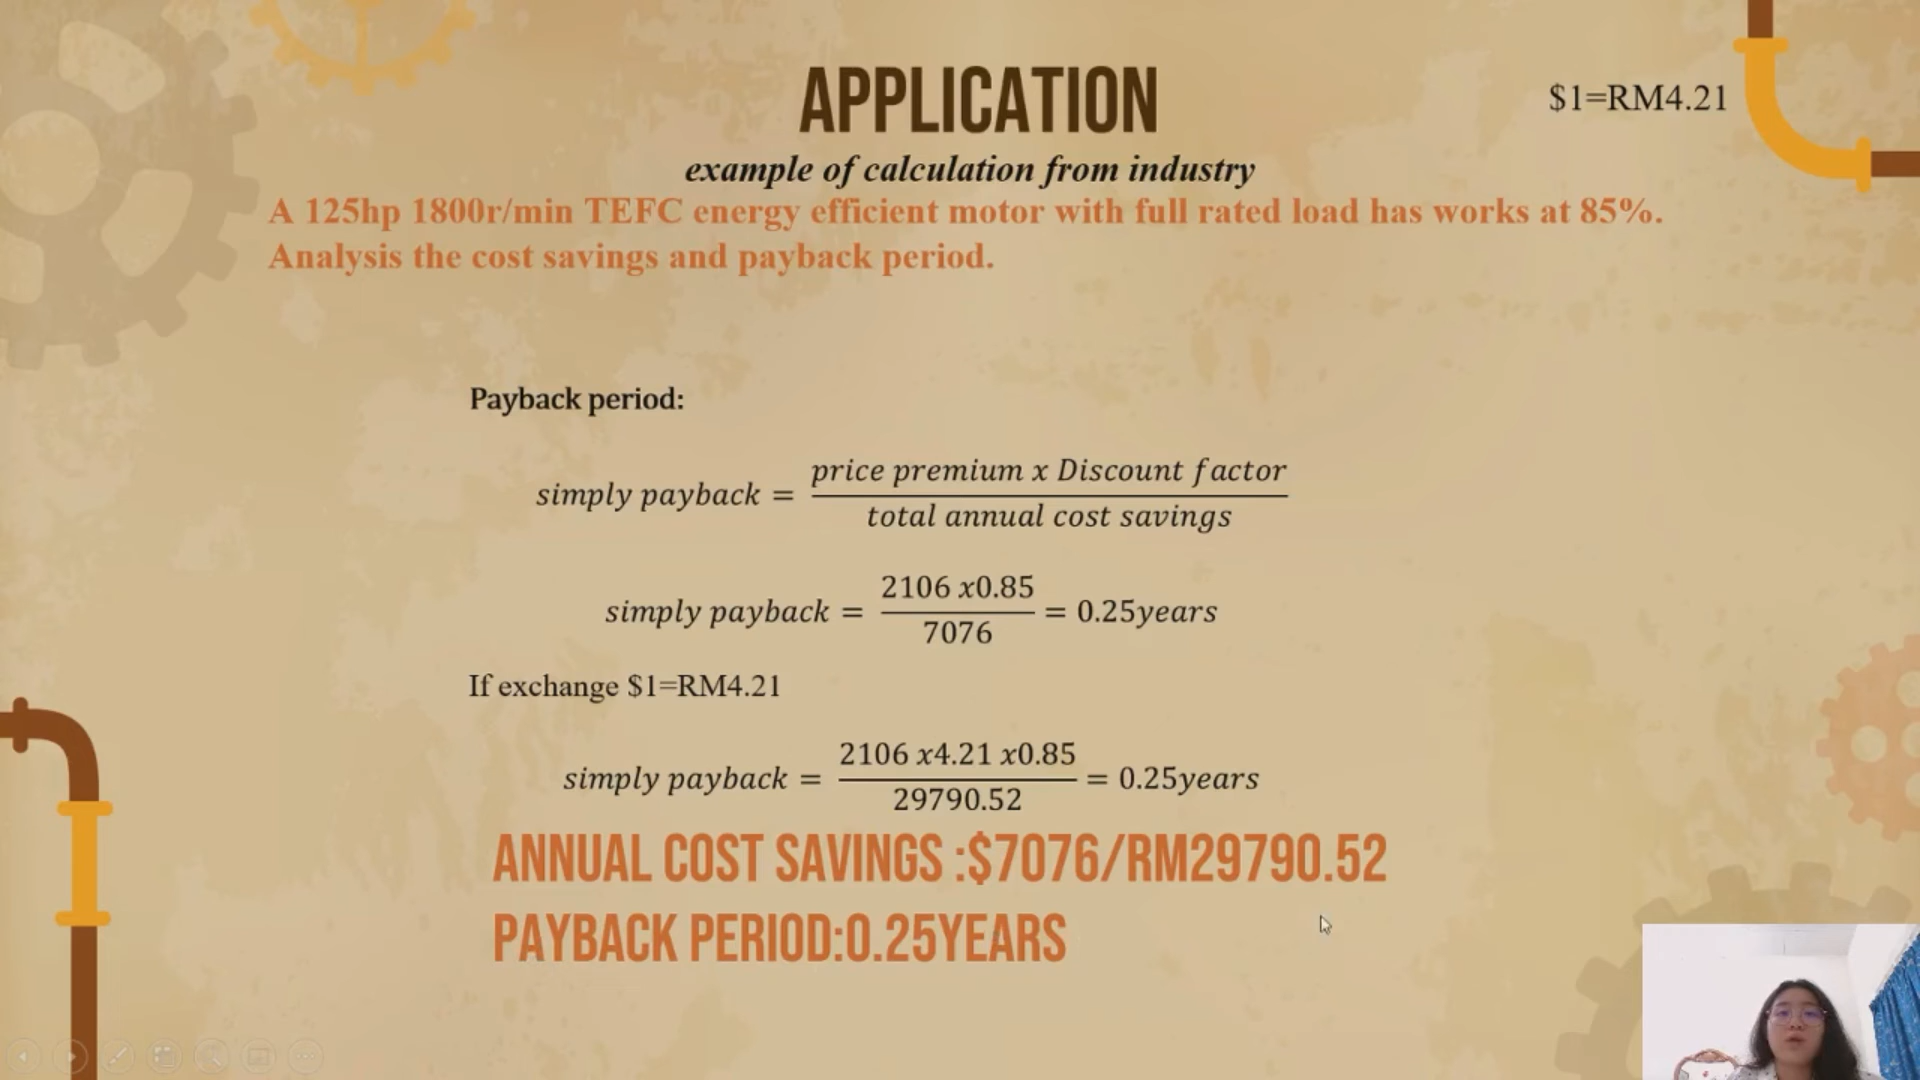 APPLICATION
$1=RM4.21
example of calculation from industry
A 125hp 1800r/min TEFC energy efficient motor with full rated load has works at 85%.
Analysis the cost savings and payback period.
Payback period:
simply payback = price premium x Discount factor / total annual cost savings
simply payback = 2106 x0.85 / 7076 = 0.25years
If exchange $1=RM4.21
simply payback = 2106 x4.21 x0.85 / 29790.52 = 0.25years
ANNUAL COST SAVINGS :$7076/RM29790.52
PAYBACK PERIOD:0.25YEARS